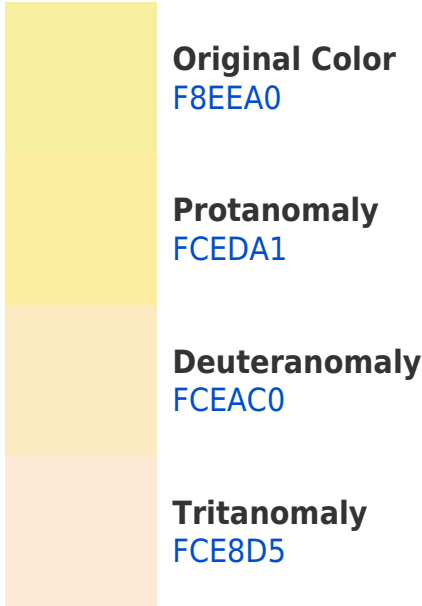 Original Color
F8EEA0
Protanomaly
FCEDA1
Deuteranomaly
FCEAC0
Tritanomaly
FCE8D5